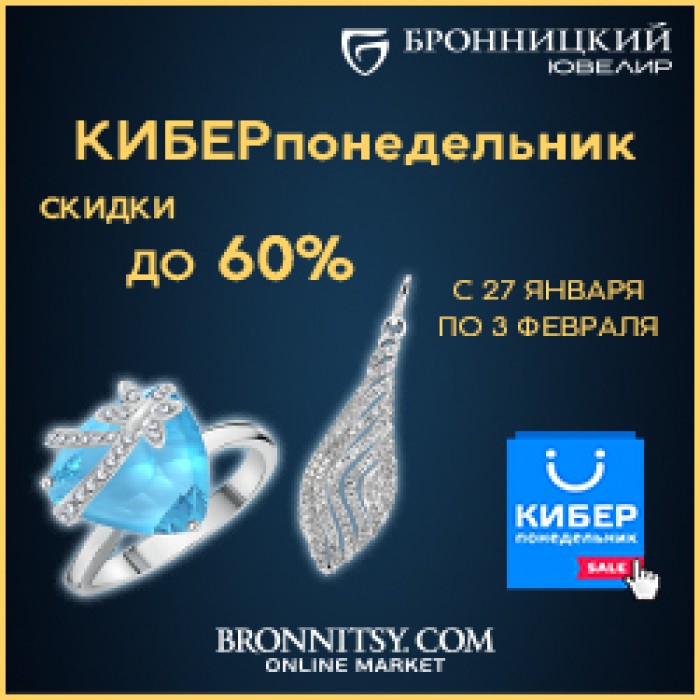 БРОННИЦКИЙ
ЮВЕЛИР
КИБЕРпонедельник
СКИДКИ
ДО 60%
С 27 ЯНВАРЯ
ПО 3 ФЕВРАЛЯ
КИБЕР
понедельник
SALE
BRONNITSY.COM
ONLINE MARKET